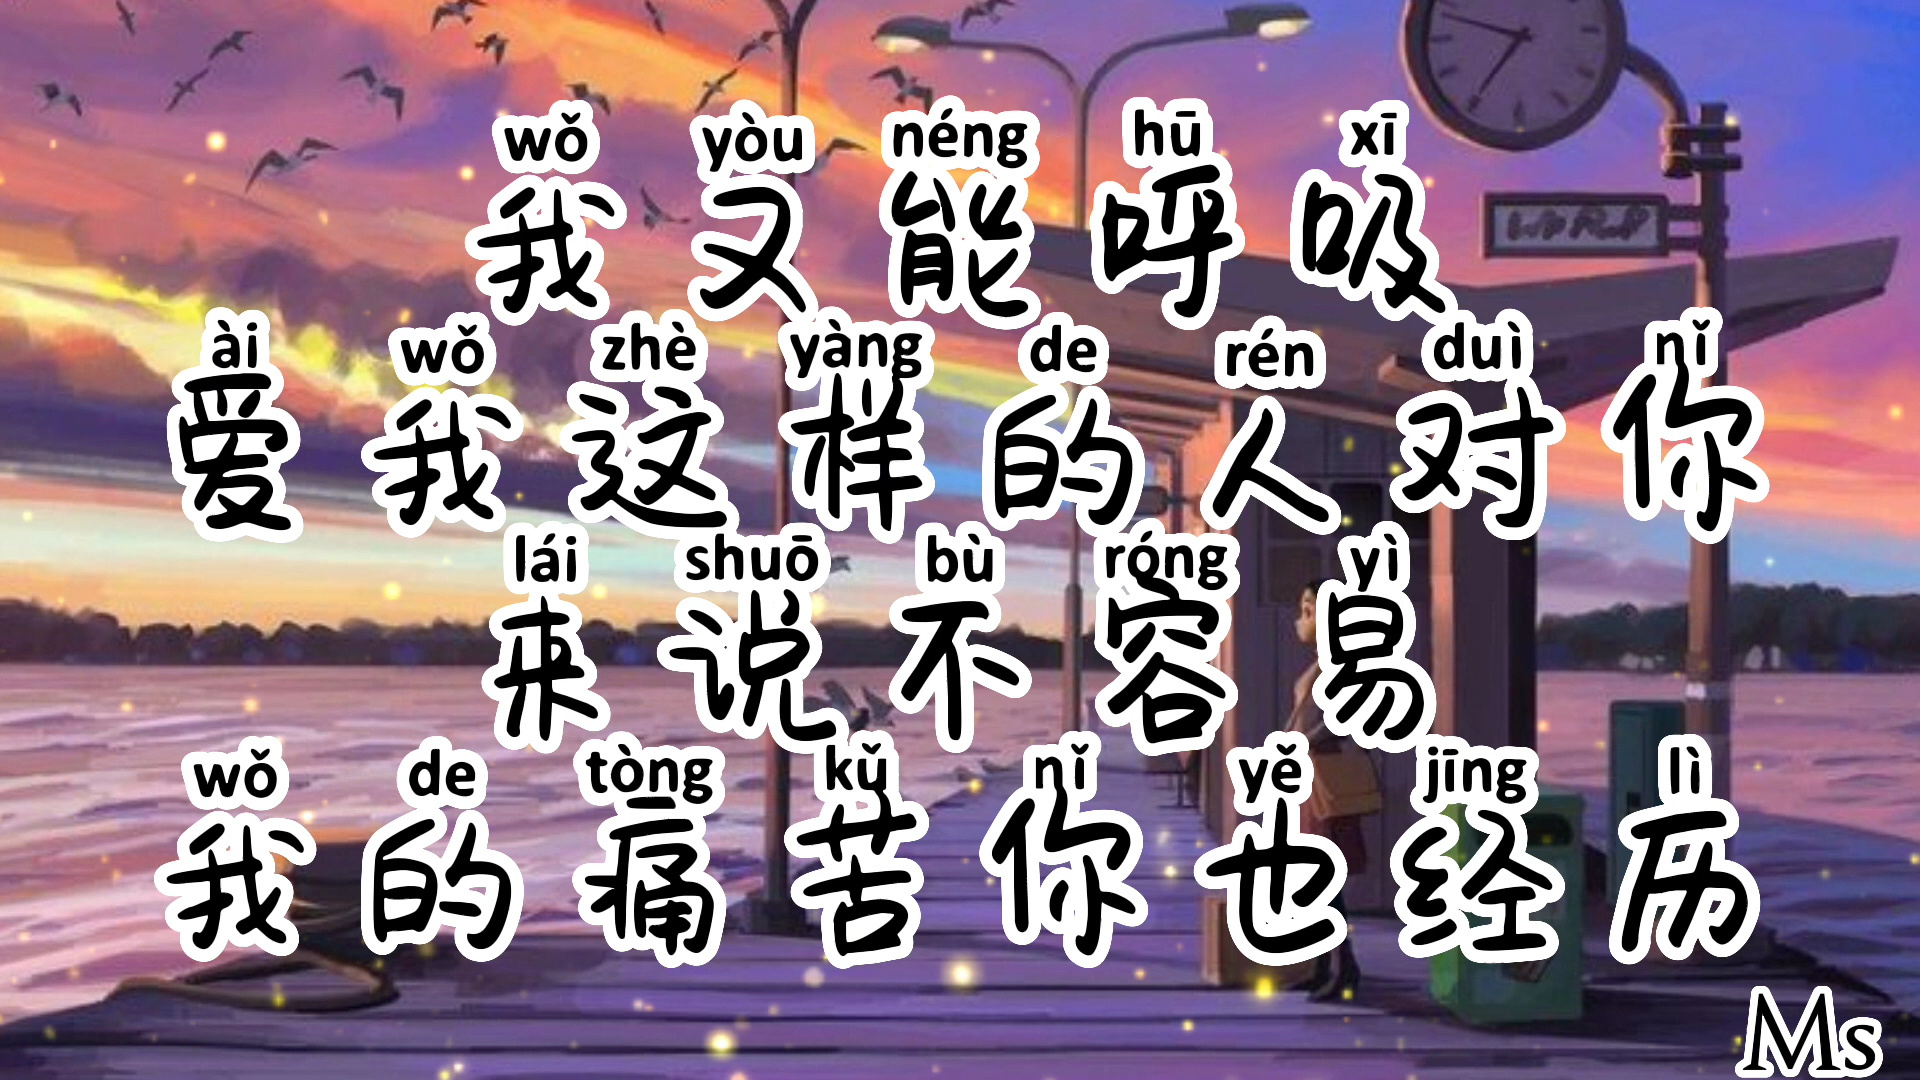 wǒ yòu néng hū xī
我又能呼吸
ài wǒ zhè yàng de rén duì nǐ
爱我这样的人对你
lái shuō bù róng yì
来说不容易
wǒ de tòng kǔ nǐ yě jīng lì
我的痛苦你也经历
Ms